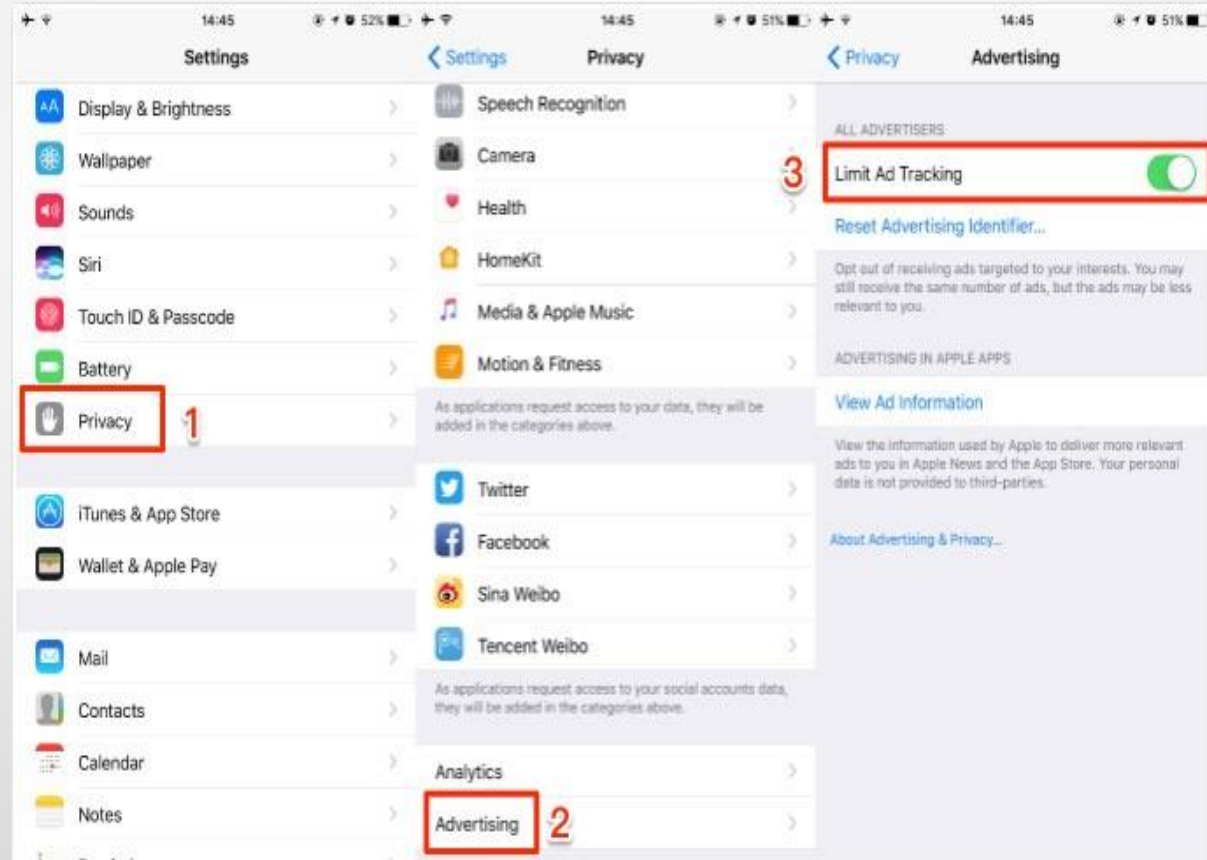 14:45
52%
Settings
Display & Brightness
Wallpaper
Sounds
Siri
Touch ID & Passcode
Battery
Privacy
1
iTunes & App Store
Wallet & Apple Pay
Mail
Contacts
Calendar
Notes
14:45
51%
Settings
Privacy
Speech Recognition
Camera
Health
HomeKit
Media & Apple Music
Motion & Fitness
As applications request access to your data, they will be
added in the categories above.
Twitter
Facebook
Sina Weibo
Tencent Weibo
As applications request access to your social accounts data,
they will be added in the categories above.
Analytics
Advertising
2
14:45
51%
Privacy
Advertising
ALL ADVERTISERS
3
Limit Ad Tracking
Reset Advertising Identifier...
Opt out of receiving ads targeted to your interests. You may
still receive the same number of ads, but the ads may be less
relevant to you.
ADVERTISING IN APPLE APPS
View Ad Information
View the information used by Apple to deliver more relevant
ads to you in Apple News and the App Store. Your personal
data is not provided to third-parties.
About Advertising & Privacy...